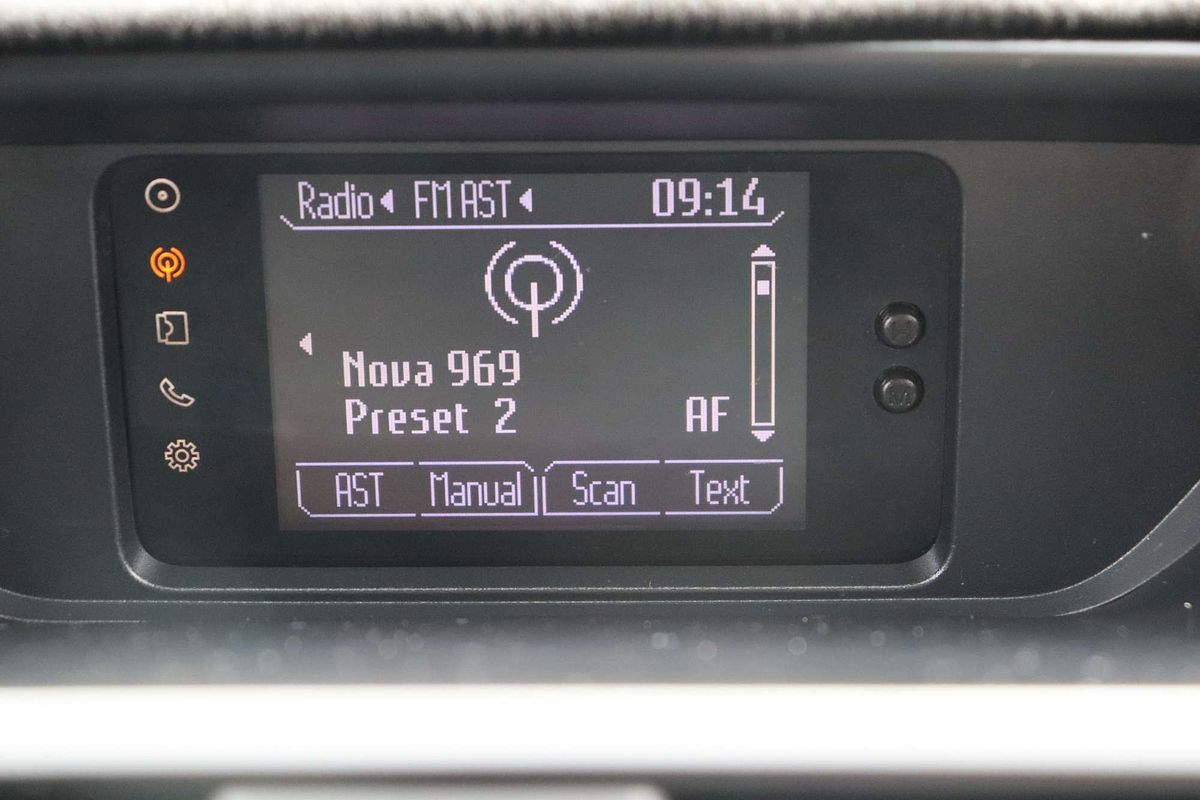 Radio FM AST 09:14
Nova 969
Preset 2 AF
AST Manual Scan Text
H
M